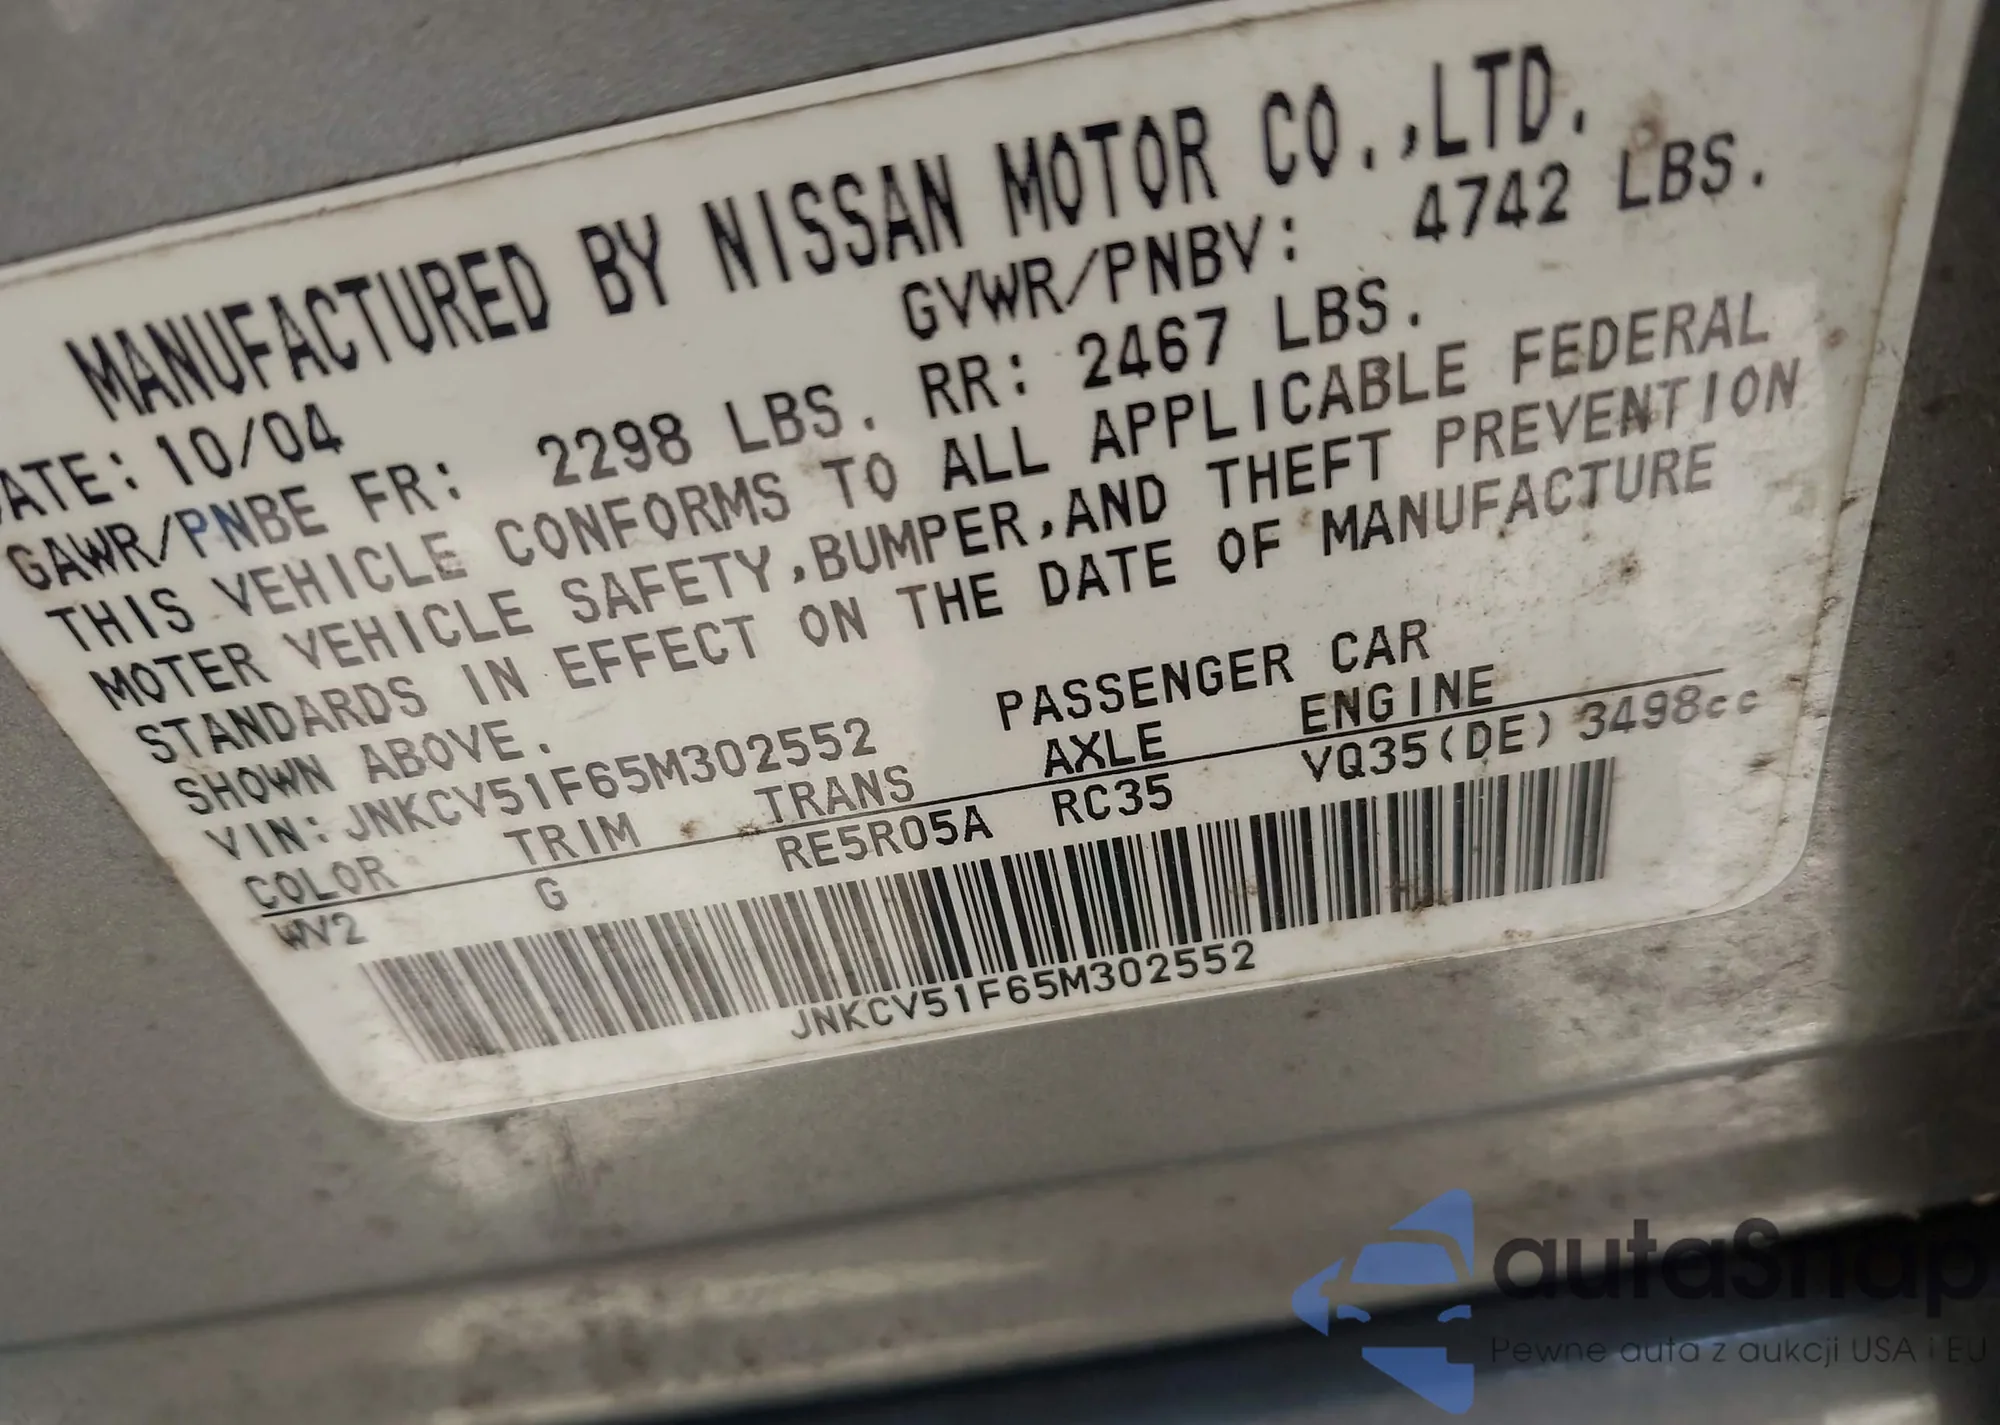 MANUFACTURED BY NISSAN MOTOR CO.,LTD.
ATE: 10/04 GVWR/PNBV: 4742 LBS.
GAWR/PNBE FR: 2298 LBS. RR: 2467 LBS.
THIS VEHICLE CONFORMS TO ALL APPLICABLE FEDERAL
MOTER VEHICLE SAFETY,BUMPER,AND THEFT PREVENTION
STANDARDS IN EFFECT ON THE DATE OF MANUFACTURE
SHOWN ABOVE.
VIN: JNKCV51F65M302552 PASSENGER CAR
COLOR TRIM TRANS AXLE ENGINE
WV2 G RE5R05A RC35 VQ35(DE) 3498cc
JNKCV51F65M302552
autaSnap
Pewne auta z aukcji USA i EU